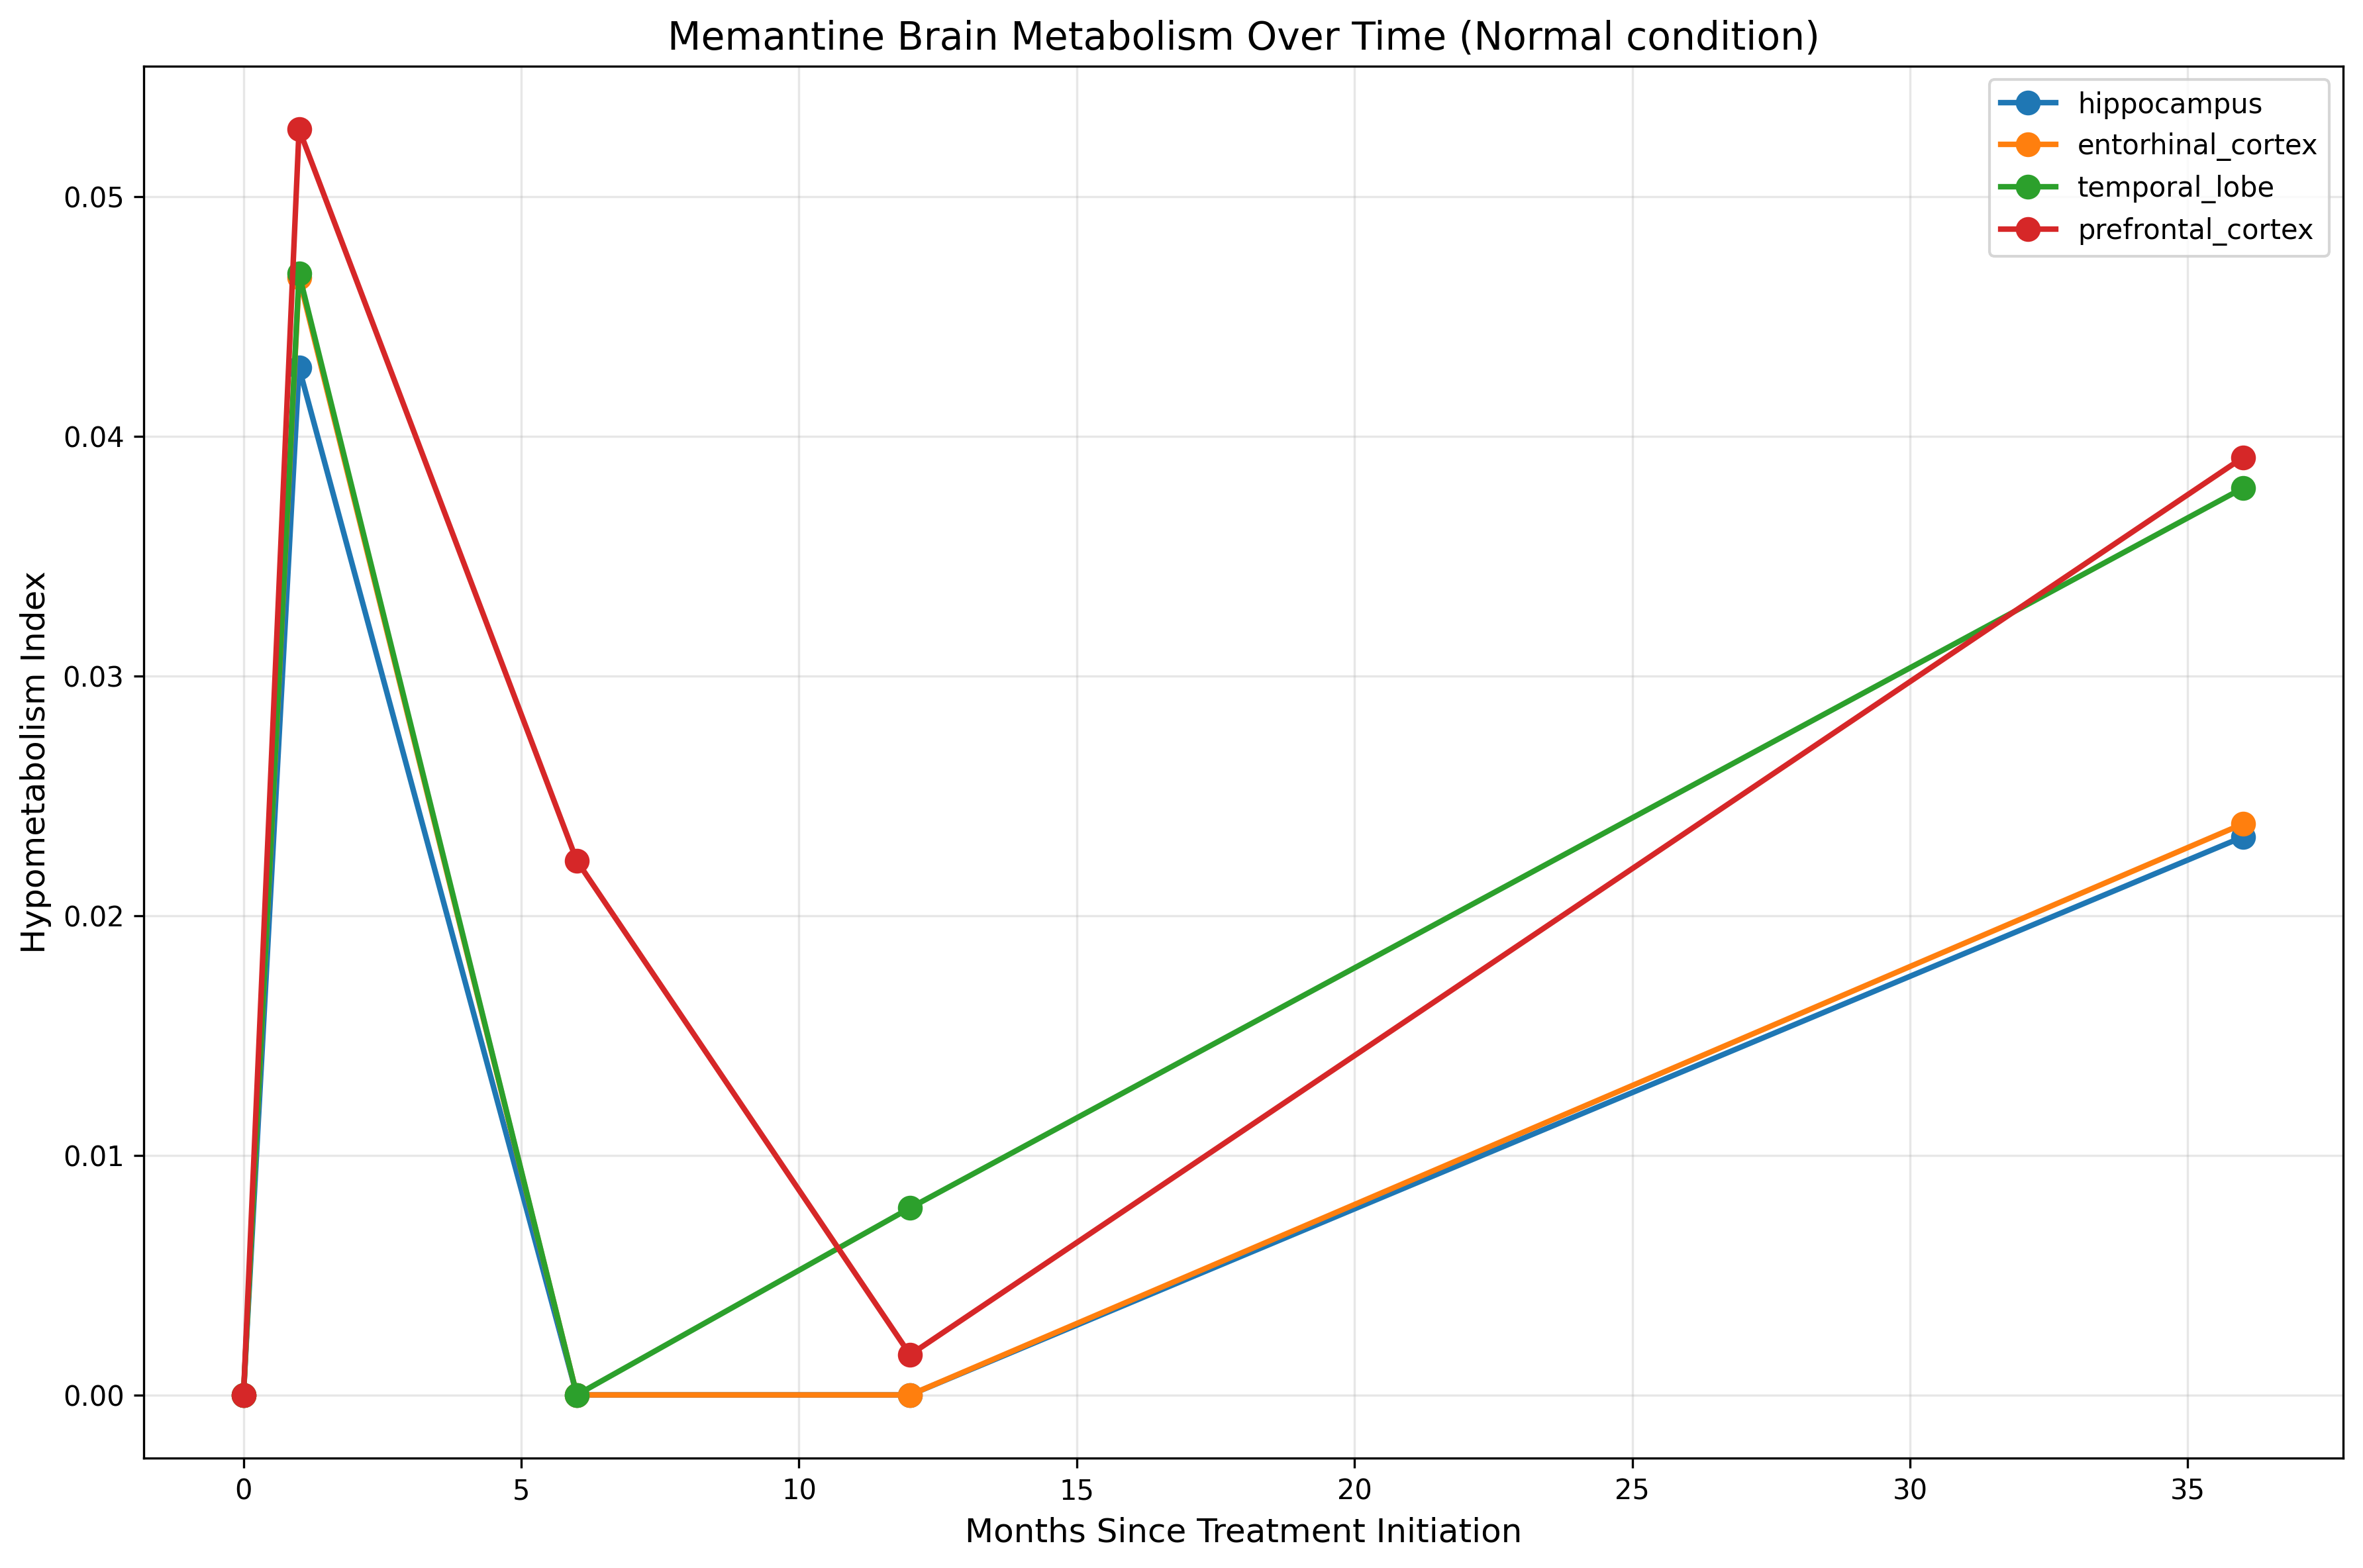 Memantine Brain Metabolism Over Time (Normal condition)
hippocampus
entorhinal_cortex
temporal_lobe
prefrontal_cortex
Hypometabolism Index
0.05
0.04
0.03
0.02
0.01
0.00
0 5 10 15 20 25 30 35
Months Since Treatment Initiation